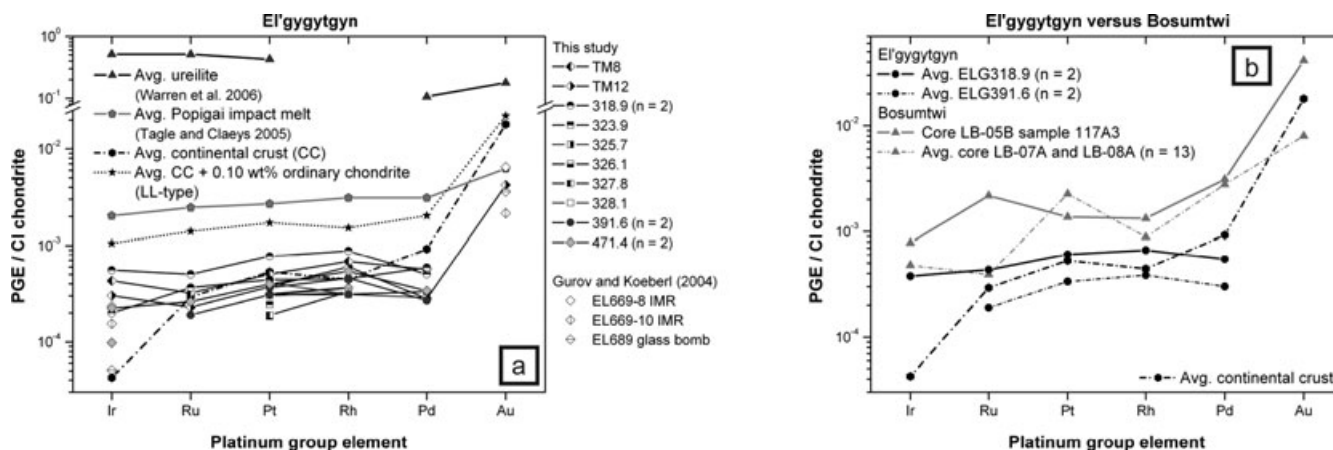 El'gygytgyn
10⁰
10⁻¹
10⁻²
10⁻³
10⁻⁴
PGE / CI chondrite
Avg. ureilite
(Warren et al. 2006)
Avg. Popigai impact melt
(Tagle and Claeys 2005)
Avg. continental crust (CC)
Avg. CC + 0.10 wt% ordinary chondrite
(LL-type)
a
Ir Ru Pt Rh Pd Au
Platinum group element
This study
TM8
TM12
318.9 (n = 2)
323.9
325.7
326.1
327.8
328.1
391.6 (n = 2)
471.4 (n = 2)
Gurov and Koeberl (2004)
EL669-8 IMR
EL669-10 IMR
EL689 glass bomb
El'gygytgyn versus Bosumtwi
10⁻²
10⁻³
10⁻⁴
PGE / CI chondrite
El'gygytgyn
Avg. ELG318.9 (n = 2)
Avg. ELG391.6 (n = 2)
Bosumtwi
Core LB-05B sample 117A3
Avg. core LB-07A and LB-08A (n = 13)
b
Avg. continental crust
Ir Ru Pt Rh Pd Au
Platinum group element